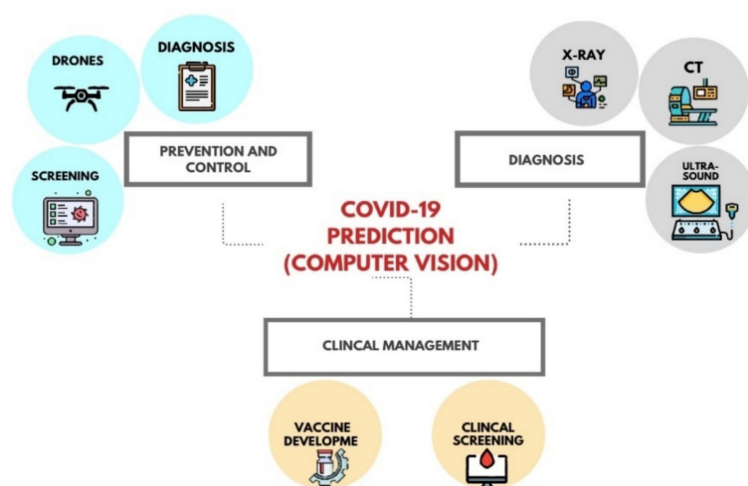 DRONES
DIAGNOSIS
SCREENING
PREVENTION AND
CONTROL
X-RAY
CT
ULTRA-
SOUND
DIAGNOSIS
COVID-19
PREDICTION
(COMPUTER VISION)
CLINCAL MANAGEMENT
VACCINE
DEVELOPME
CLINCAL
SCREENING